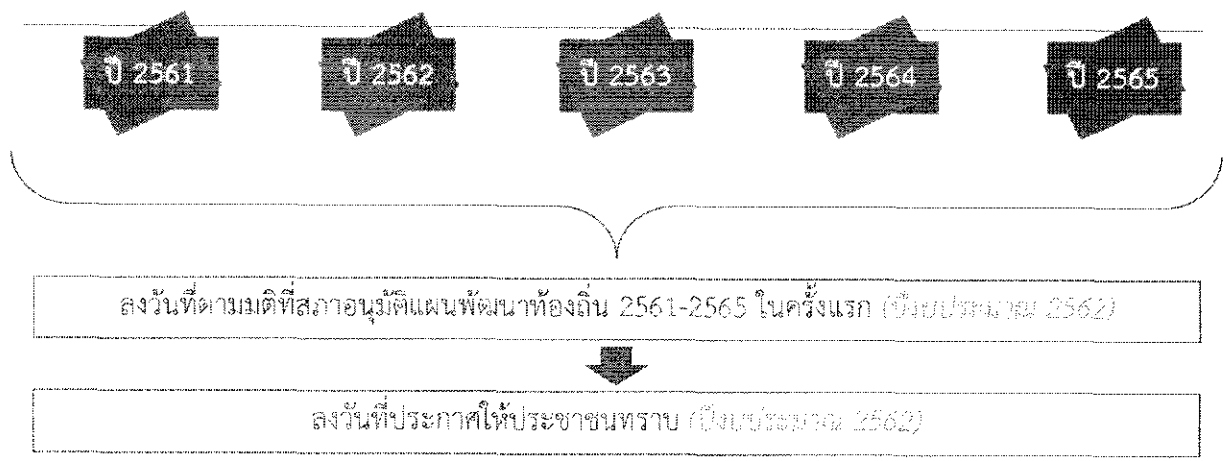 ปี 2561
ปี 2562
ปี 2563
ปี 2564
ปี 2565
ลงวันที่ตามมติที่สภาอนุมัติแผนพัฒนาท้องถิ่น 2561-2565 ในครั้งแรก (ปีงบประมาณ 2562)
ลงวันที่ประกาศให้ประชาชนทราบ (ปีงบประมาณ 2562)